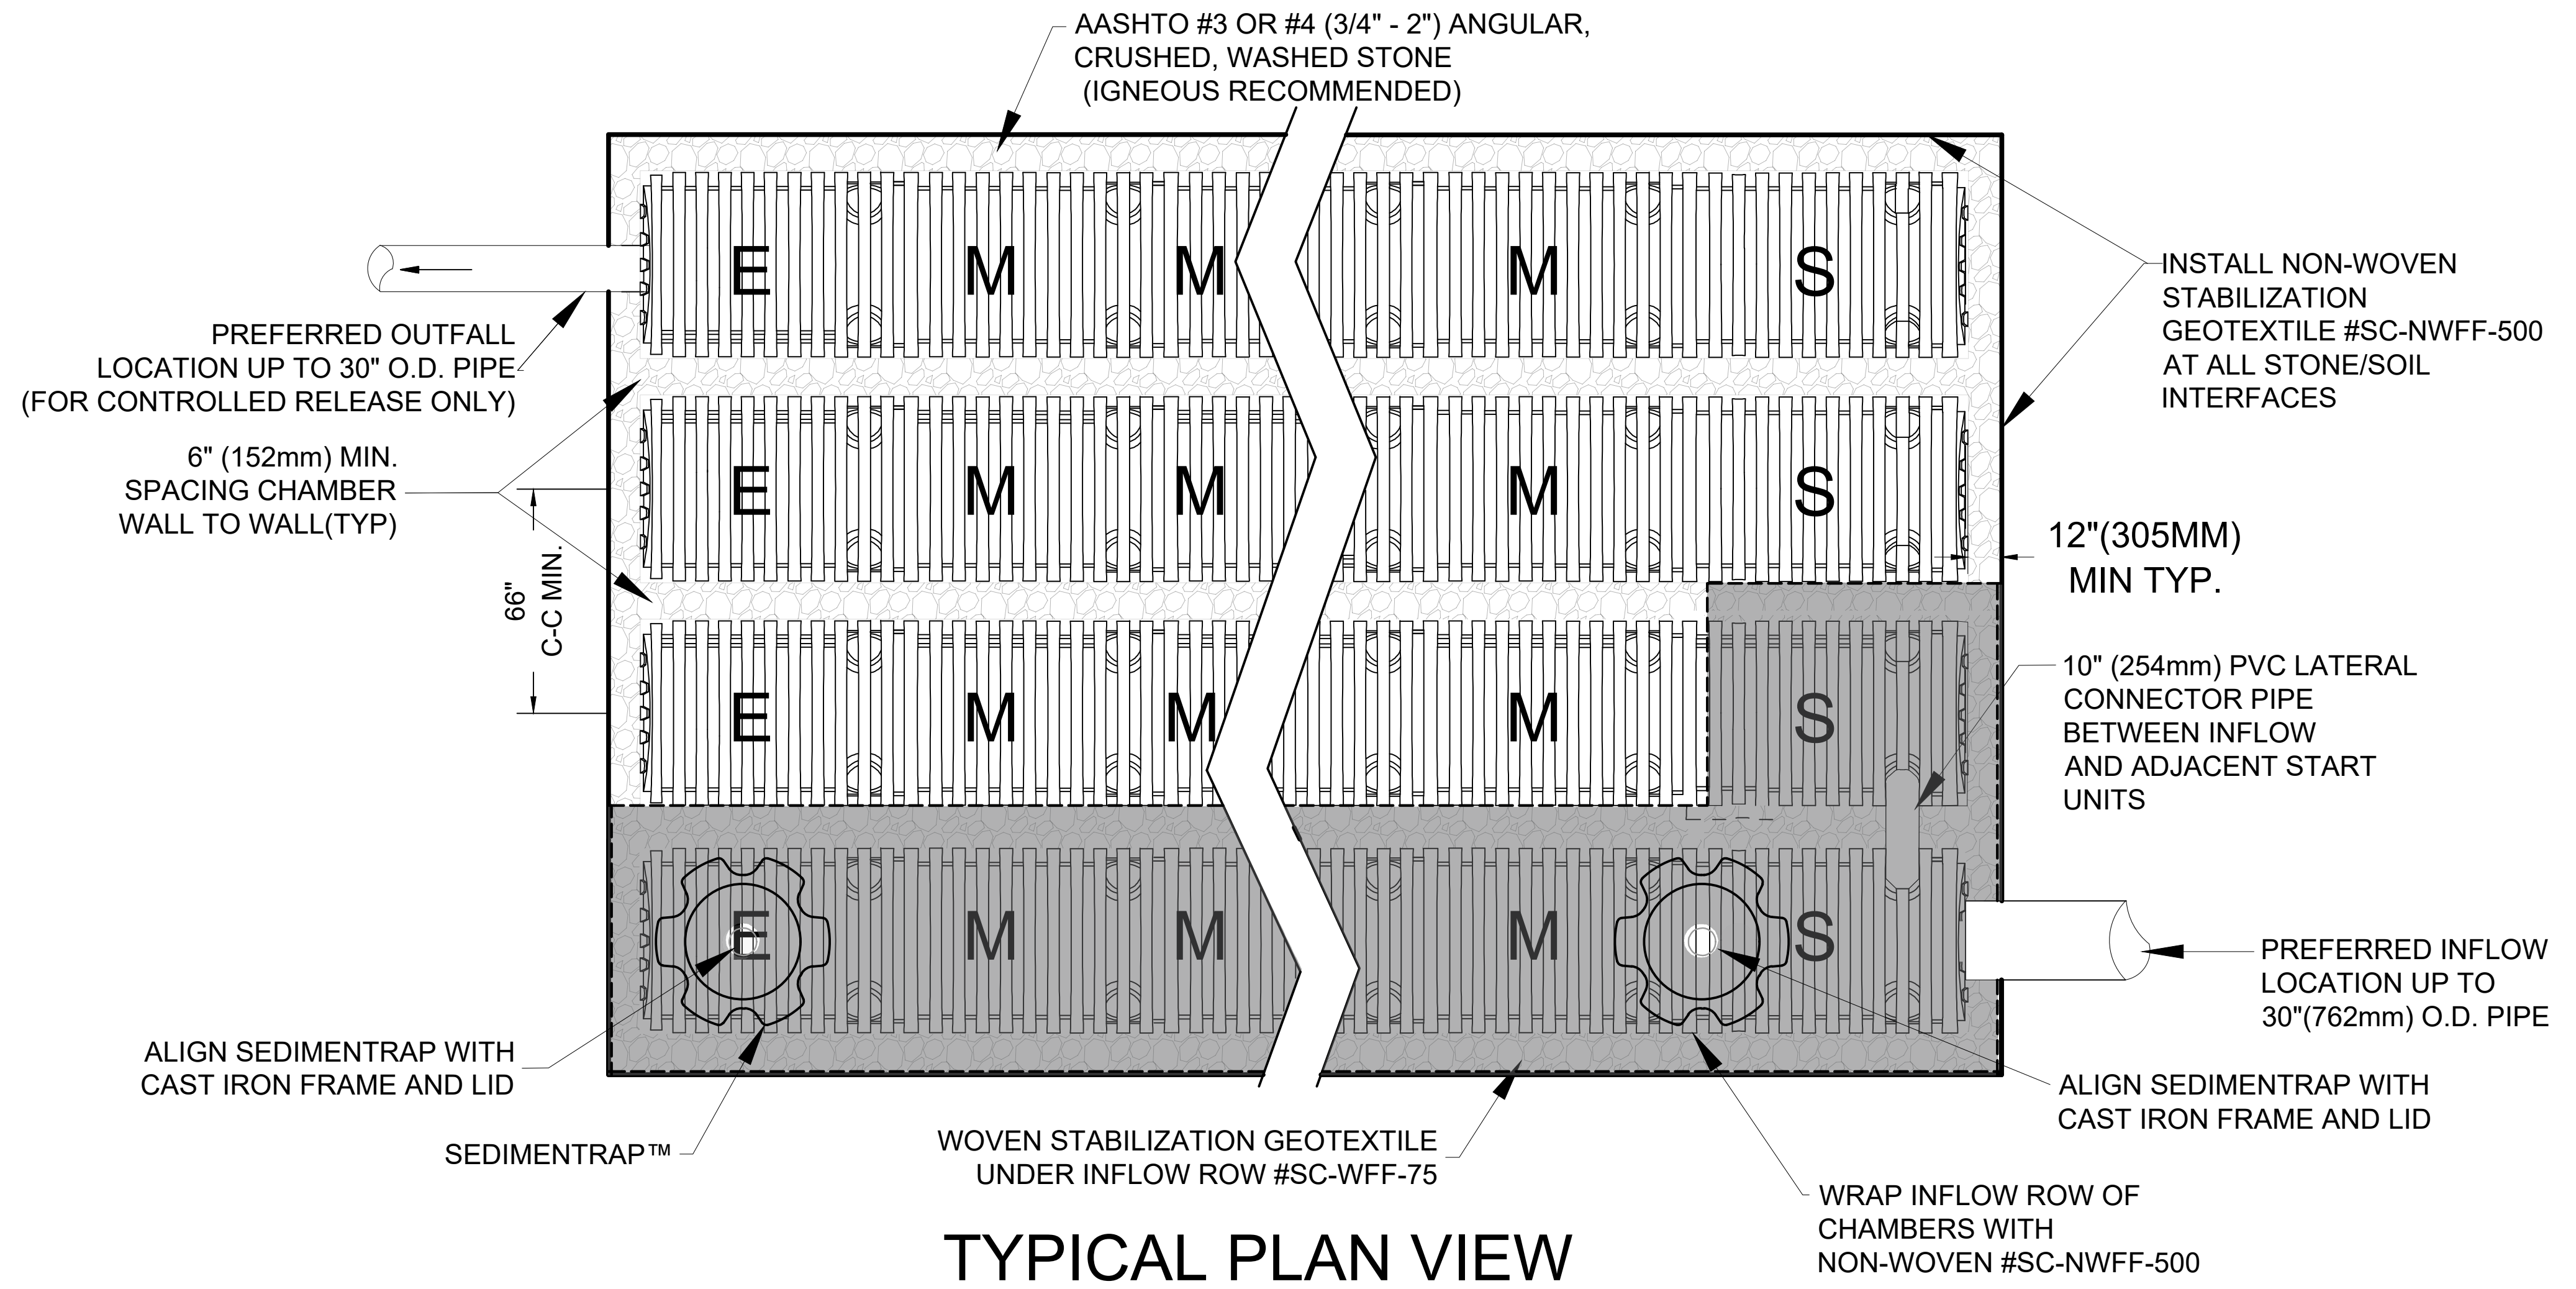 AASHTO #3 OR #4 (3/4" - 2") ANGULAR,
CRUSHED, WASHED STONE
(IGNEOUS RECOMMENDED)
PREFERRED OUTFALL
LOCATION UP TO 30" O.D. PIPE
(FOR CONTROLLED RELEASE ONLY)
6" (152mm) MIN.
SPACING CHAMBER
WALL TO WALL(TYP)
66"
C-C MIN.
E M M M S
E M M M S
E M M M S
E M M M S
INSTALL NON-WOVEN
STABILIZATION
GEOTEXTILE #SC-NWFF-500
AT ALL STONE/SOIL
INTERFACES
12"(305MM)
MIN TYP.
10" (254mm) PVC LATERAL
CONNECTOR PIPE
BETWEEN INFLOW
AND ADJACENT START
UNITS
PREFERRED INFLOW
LOCATION UP TO
30"(762mm) O.D. PIPE
ALIGN SEDIMENTRAP WITH
CAST IRON FRAME AND LID
SEDIMENTRAP™
WOVEN STABILIZATION GEOTEXTILE
UNDER INFLOW ROW #SC-WFF-75
ALIGN SEDIMENTRAP WITH
CAST IRON FRAME AND LID
WRAP INFLOW ROW OF
CHAMBERS WITH
NON-WOVEN #SC-NWFF-500
TYPICAL PLAN VIEW